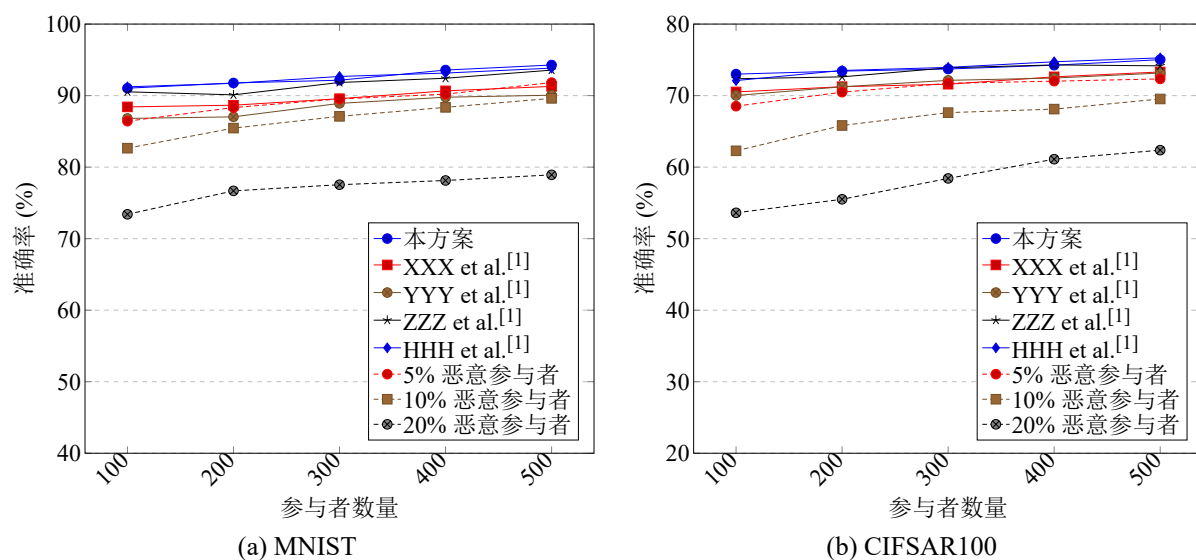 100
90
80
70
60
50
40
准确率 (%)
本方案
XXX et al.[1]
YYY et al.[1]
ZZZ et al.[1]
HHH et al.[1]
5% 恶意参与者
10% 恶意参与者
20% 恶意参与者
100
200
300
400
500
参与者数量
(a) MNIST
80
70
60
50
40
30
20
准确率 (%)
本方案
XXX et al.[1]
YYY et al.[1]
ZZZ et al.[1]
HHH et al.[1]
5% 恶意参与者
10% 恶意参与者
20% 恶意参与者
100
200
300
400
500
参与者数量
(b) CIFSAR100